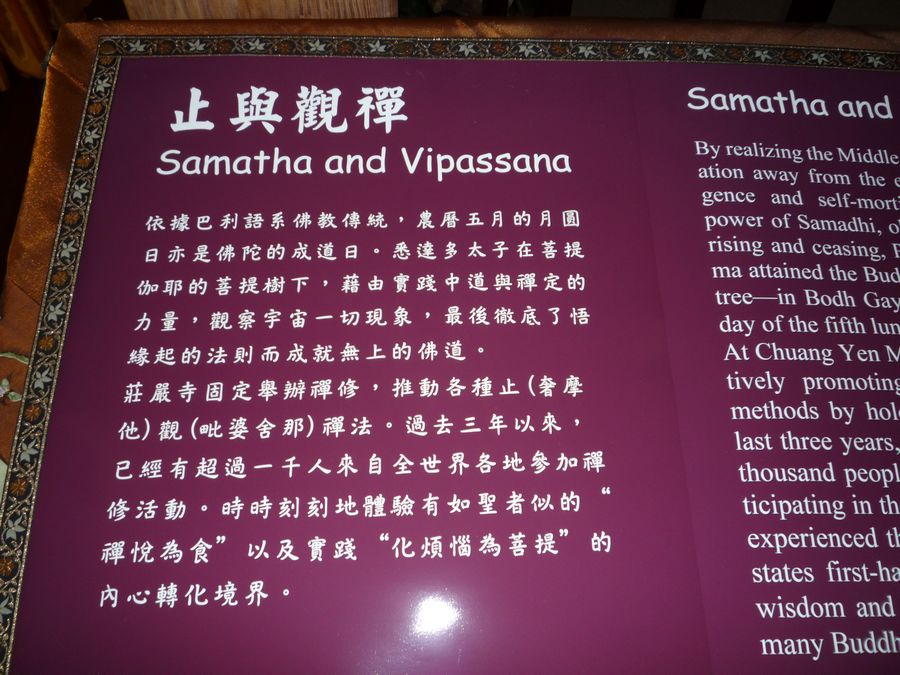 止與觀禪
Samatha and Vipassana
依據巴利語系佛教傳統，農曆五月的月圓
日亦是佛陀的成道日。悉達多太子在菩提
伽耶的菩提樹下，藉由實踐中道與禪定的
力量，觀察宇宙一切現象，最後徹底了悟
緣起的法則而成就無上的佛道。
莊嚴寺固定舉辦禪修，推動各種止(奢摩
他)觀(毗婆舍那)禪法。過去三年以來，
已經有超過一千人來自全世界各地參加禪
修活動。時時刻刻地體驗有如聖者似的“
禪悅為食”以及實踐“化煩惱為菩提”的
內心轉化境界。
Samatha and
By realizing the Middle
ation away from the
gence and self-morti
power of Samadhi,
rising and ceasing,
ma attained the Bud
tree—in Bodh Gay
day of the fifth lun
At Chuang Yen M
tively promoting
methods by hol
last three years,
thousand peopl
ticipating in th
experienced th
states first-ha
wisdom and
many Buddh